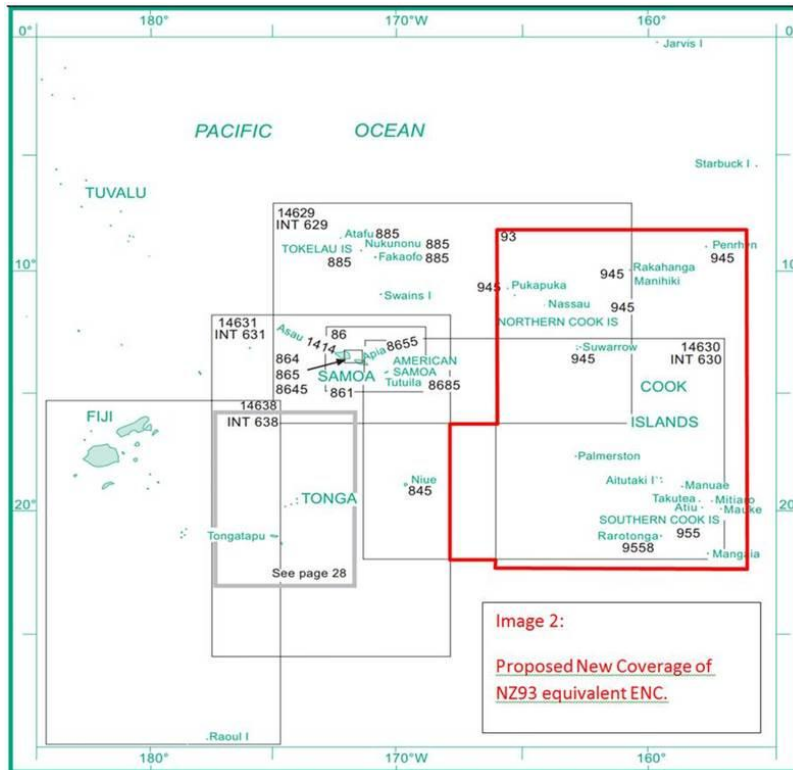 180°
170°W
160°
0°
0°
Jarvis I
PACIFIC OCEAN
Starbuck I
TUVALU
14629
INT 629
Atafu 885
Nukunonu 885
TOKELAU IS
885
Fakaofo 885
93
Penrhyn
945
10°
10°
945
Rakahanga
Manihiki
945
Pukapuka
Swains I
Nassau
945
NORTHERN COOK IS
14631
INT 631
Asau
1414
86
Apia
8655
864
865
8645
SAMOA
861
AMERICAN
SAMOA
Tutuila
8685
Suwarrow
945
14630
INT 630
COOK
ISLANDS
14638
INT 638
FIJI
Palmerston
Niue
845
TONGA
Aitutaki I
Manuae
Takutea
Mitiaro
Atiu
Mauke
20°
20°
SOUTHERN COOK IS
955
Rarotonga
9558
Mangaia
Tongatapu
See page 28
Image 2:
Proposed New Coverage of
NZ93 equivalent ENC.
Raoul I
180°
170°W
160°